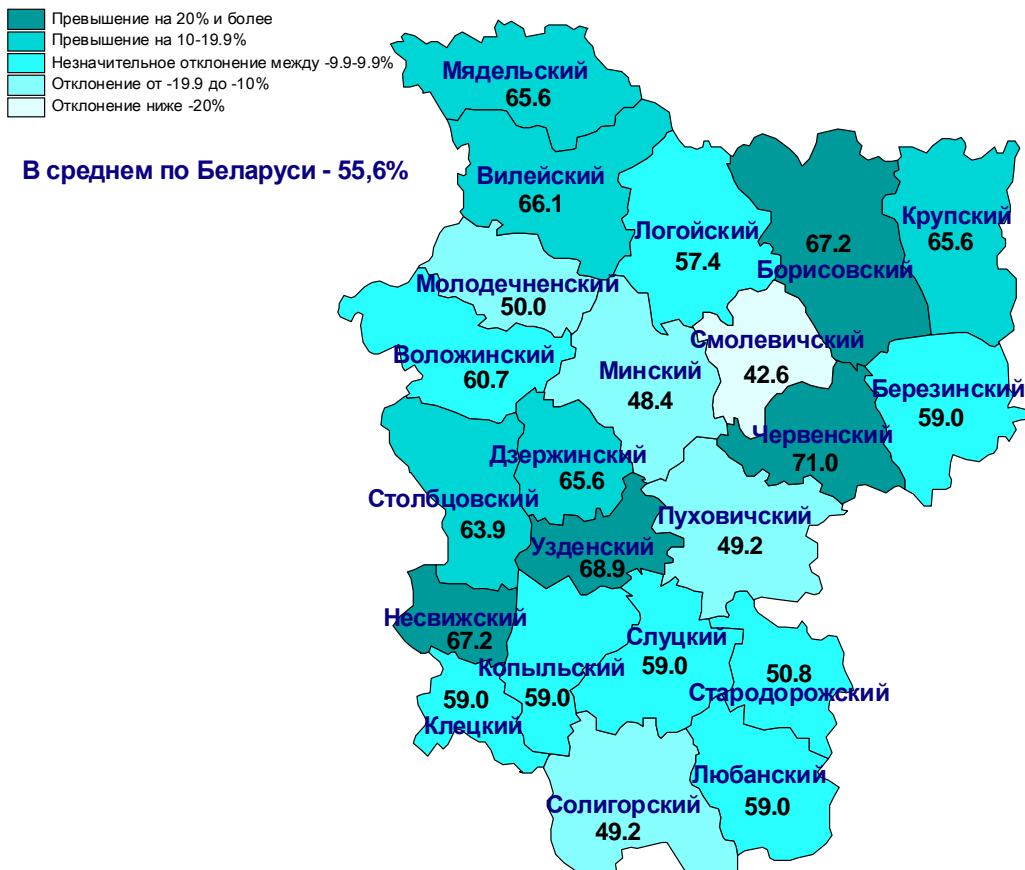 Превышение на 20% и более
Превышение на 10-19.9%
Незначительное отклонение между -9.9-9.9%
Отклонение от -19.9 до -10%
Отклонение ниже -20%
В среднем по Беларуси - 55,6%
Мядельский
65.6
Вилейский
66.1
Логойский
57.4
67.2
Борисовский
Крупский
65.6
Молодечненский
50.0
Воложинский
60.7
Минский
48.4
Смолевичский
42.6
Березинский
59.0
Червенский
71.0
Дзержинский
65.6
Столбцовский
63.9
Узденский
68.9
Пуховичский
49.2
Несвижский
67.2
Копыльский
59.0
Слуцкий
59.0
50.8
Стародорожский
59.0
Клецкий
Любанский
59.0
Солигорский
49.2